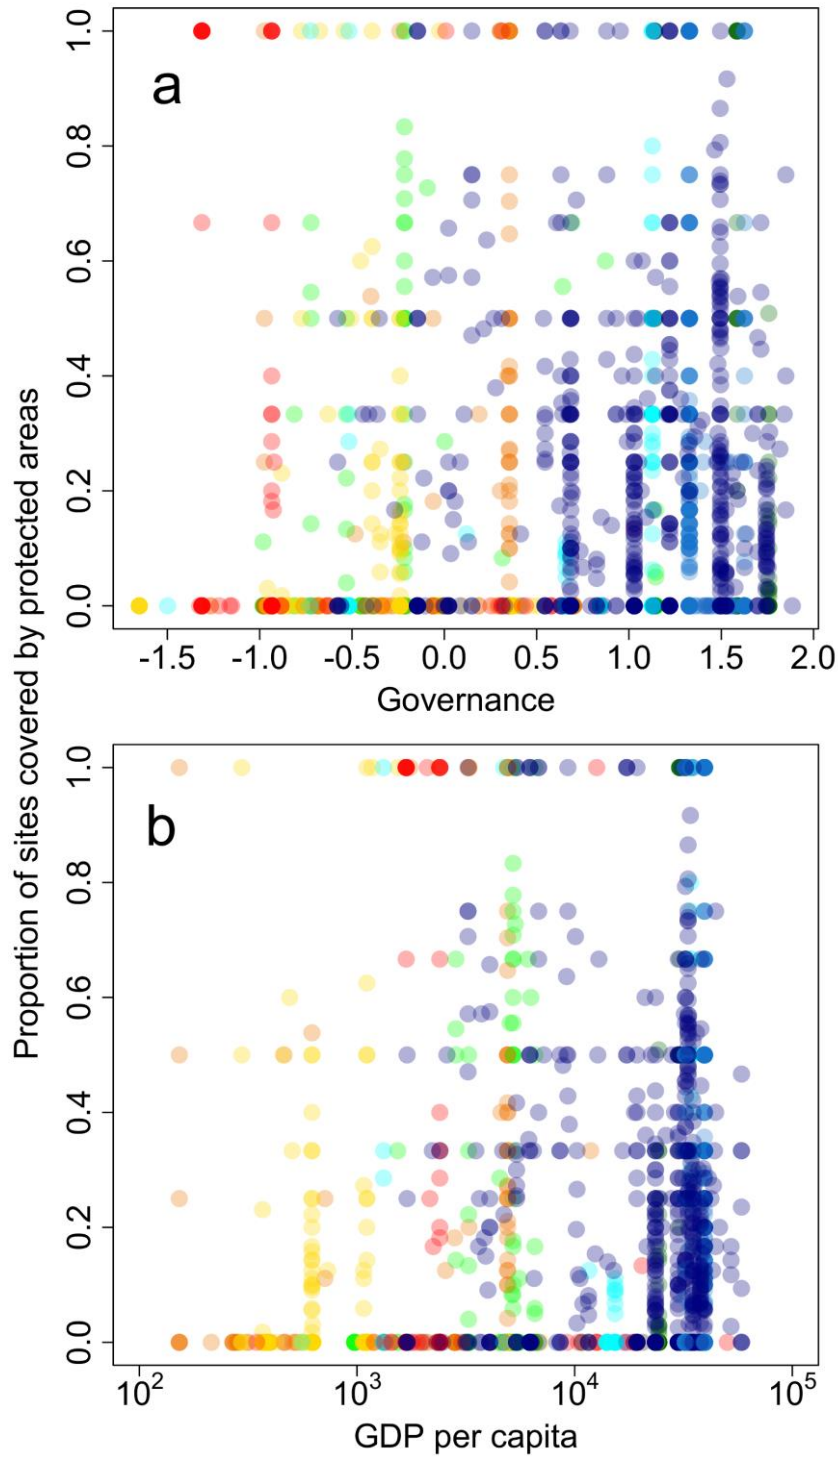 Proportion of sites covered by protected areas
a
1.0
0.8
0.6
0.4
0.2
0.0
-1.5 -1.0 -0.5 0.0 0.5 1.0 1.5 2.0
Governance
b
1.0
0.8
0.6
0.4
0.2
0.0
10² 10³ 10⁴ 10⁵
GDP per capita